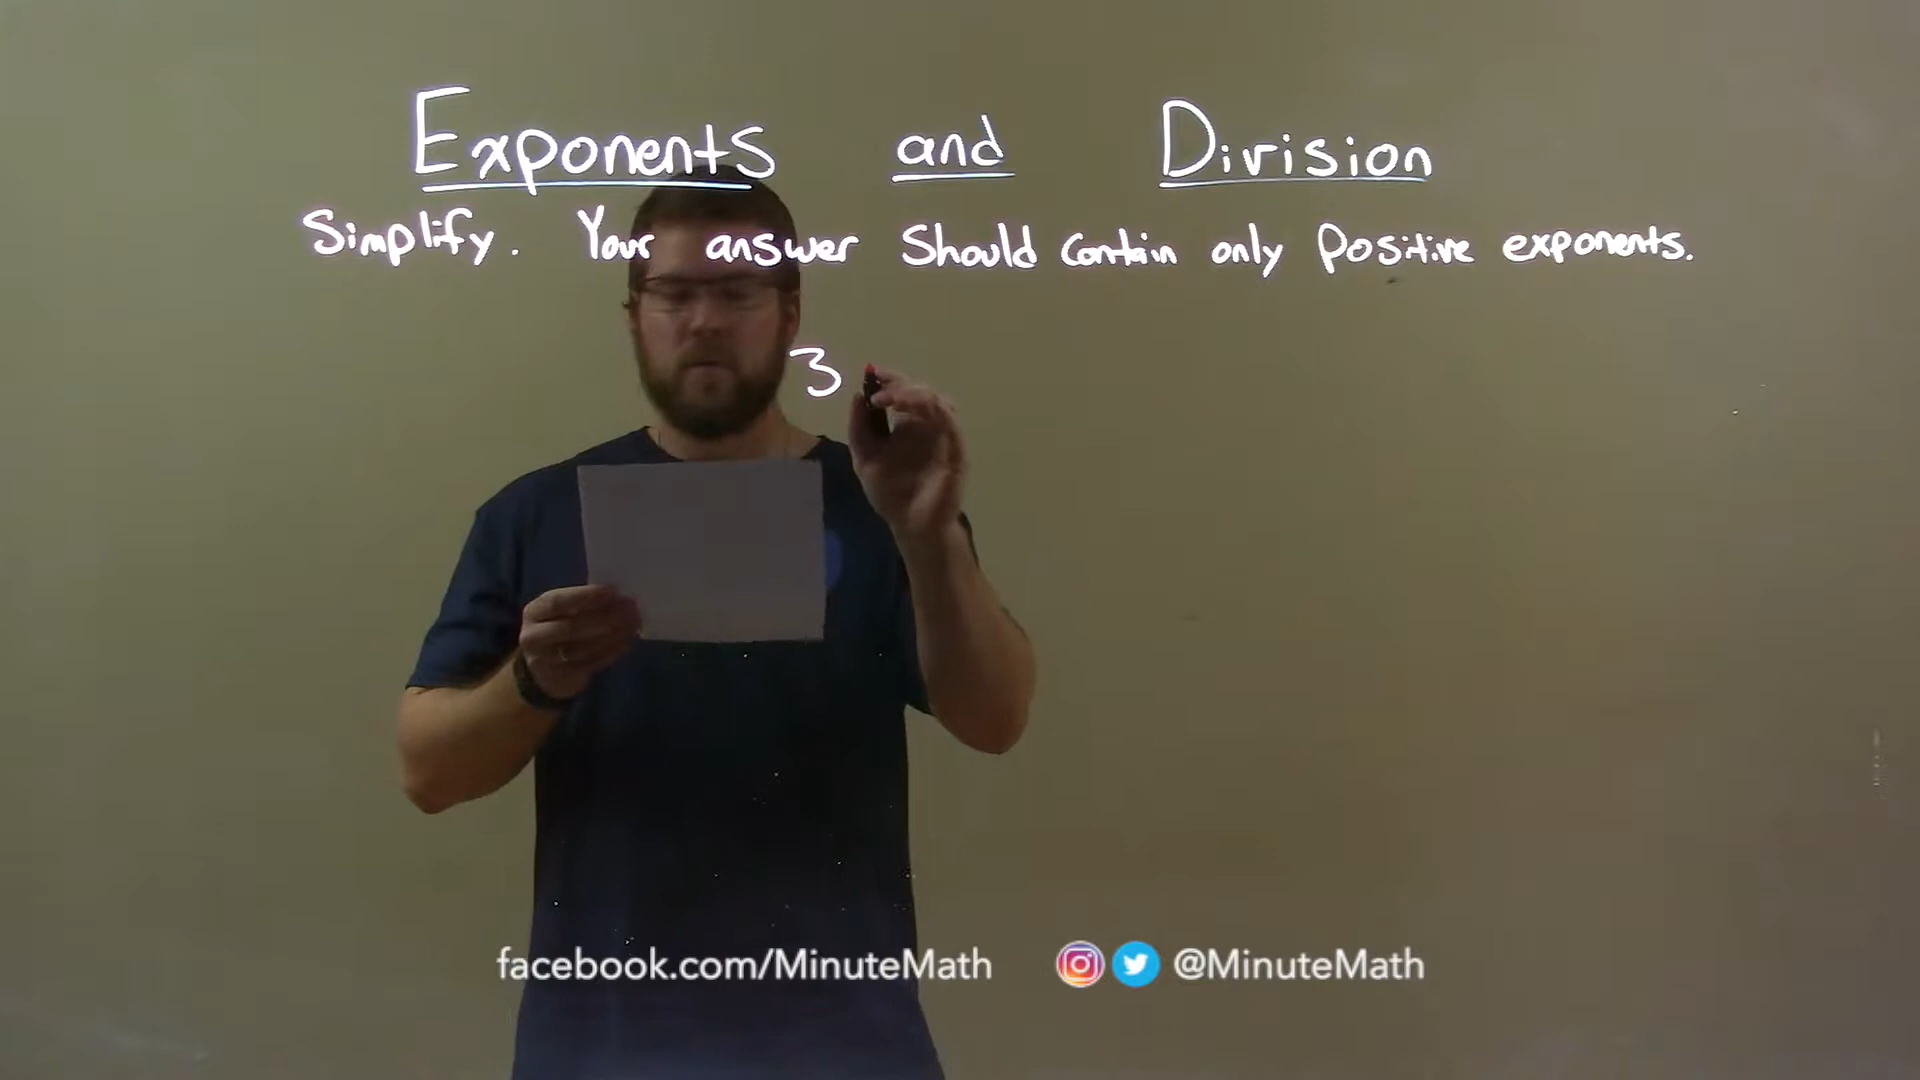 Exponents and Division
Simplify. Your answer should contain only positive exponents.
3
facebook.com/MinuteMath @MinuteMath